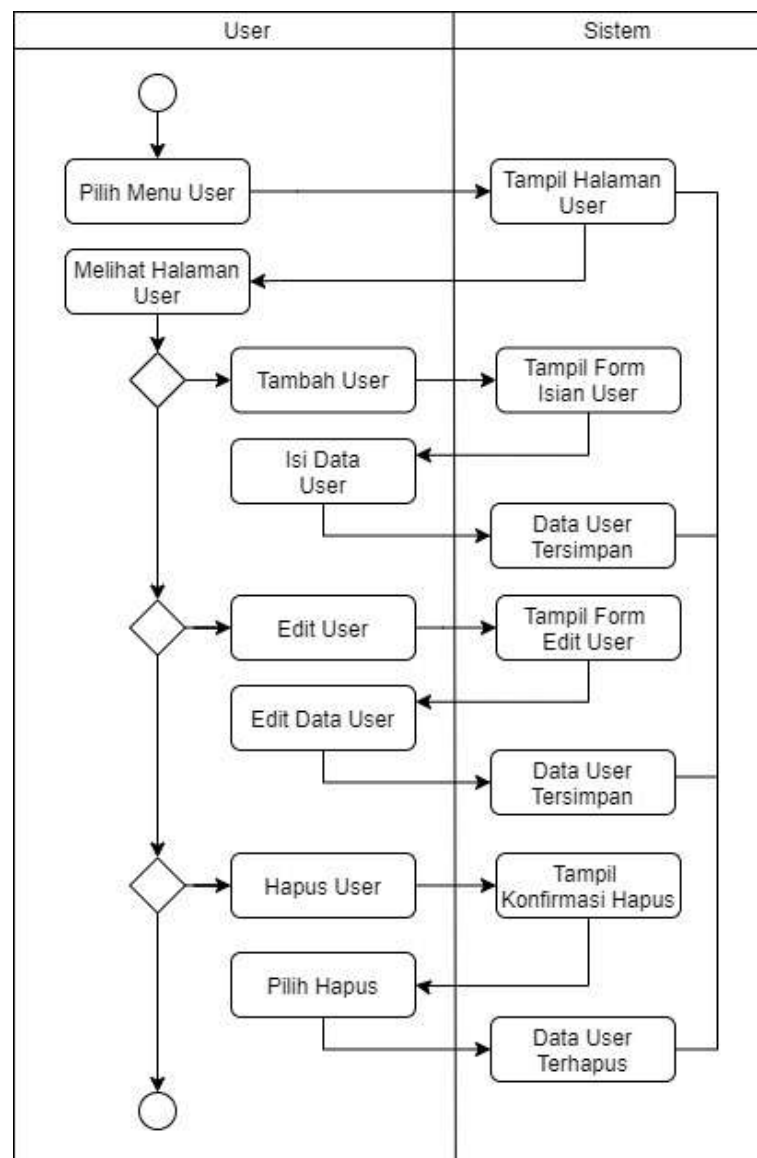 User
Sistem
Pilih Menu User
Tampil Halaman
User
Melihat Halaman
User
Tambah User
Tampil Form
Isian User
Isi Data
User
Data User
Tersimpan
Edit User
Tampil Form
Edit User
Edit Data User
Data User
Tersimpan
Hapus User
Tampil
Konfirmasi Hapus
Pilih Hapus
Data User
Terhapus